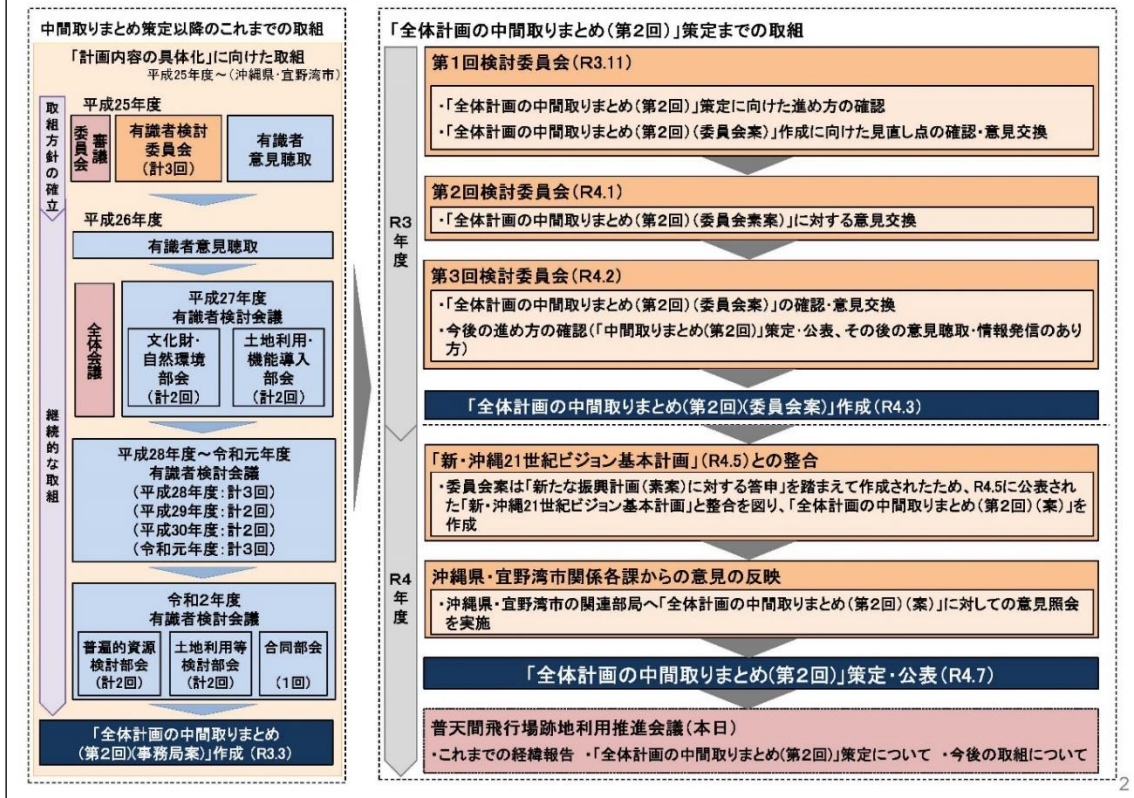 中間取りまとめ策定以降のこれまでの取組
「計画内容の具体化」に向けた取組
平成25年度～(沖縄県・宜野湾市)
取組方針の確立
平成25年度
委員会
審議
有識者検討
委員会
(計3回)
有識者
意見聴取
継続的な取組
平成26年度
有識者意見聴取
全体会議
平成27年度
有識者検討会議
文化財・
自然環境
部会
(計2回)
土地利用・
機能導入
部会
(計2回)
平成28年度～令和元年度
有識者検討会議
(平成28年度:計3回)
(平成29年度:計2回)
(平成30年度:計2回)
(令和元年度:計3回)
令和2年度
有識者検討会議
普遍的資源
検討部会
(計2回)
土地利用等
検討部会
(計2回)
合同部会
(1回)
「全体計画の中間取りまとめ
(第2回)(事務局案)」作成 (R3.3)
「全体計画の中間取りまとめ(第2回)」策定までの取組
R3年度
第1回検討委員会(R3.11)
・「全体計画の中間取りまとめ(第2回)」策定に向けた進め方の確認
・「全体計画の中間取りまとめ(第2回)(委員会案)」作成に向けた見直し点の確認・意見交換
第2回検討委員会(R4.1)
・「全体計画の中間取りまとめ(第2回)(委員会素案)」に対する意見交換
第3回検討委員会(R4.2)
・「全体計画の中間取りまとめ(第2回)(委員会案)」の確認・意見交換
・今後の進め方の確認(「中間取りまとめ(第2回)」策定・公表、その後の意見聴取・情報発信のあり
方)
「全体計画の中間取りまとめ(第2回)(委員会案)」作成(R4.3)
R4年度
「新・沖縄21世紀ビジョン基本計画」(R4.5)との整合
・委員会案は「新たな振興計画(素案)に対する答申」を踏まえて作成されたため、R4.5に公表され
た「新・沖縄21世紀ビジョン基本計画」と整合を図り、「全体計画の中間取りまとめ(第2回)(案)」を
作成
沖縄県・宜野湾市関係各課からの意見の反映
・沖縄県・宜野湾市の関連部局へ「全体計画の中間取りまとめ(第2回)(案)」に対しての意見照会
を実施
「全体計画の中間取りまとめ(第2回)」策定・公表(R4.7)
普天間飛行場跡地利用推進会議(本日)
・これまでの経緯報告 ・「全体計画の中間取りまとめ(第2回)」策定について ・今後の取組について
2